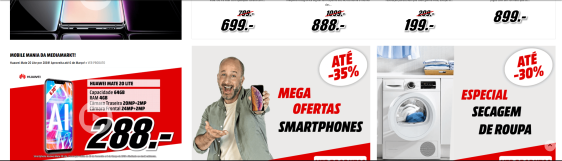 799.-
699.-
1099.-
888.-
209.-
199.-
899.-
MOBILE MANIA DA MEDIAMARKT!
HUAWEI
HUAWEI MATE 20 LITE
Capacidade 64GB
RAM 4GB
Câmara Traseira 20MP+2MP
Câmara Frontal 24MP+2MP
AI
288.-
ATÉ
-35%
MEGA
OFERTAS
SMARTPHONES
ATÉ
-30%
ESPECIAL
SECAGEM
DE ROUPA